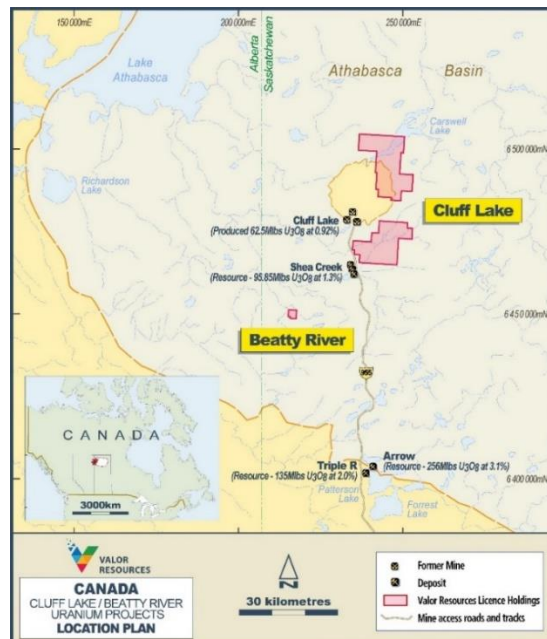 150 000mE
200 000mE
250 000mE
Lake
Athabasca
Alberta
Saskatchewan
Athabasca Basin
Carswell
Lake
6 500 000mN
Richardson
Lake
Cluff Lake
(Produced 62.5Mlbs U3O8 at 0.92%)
Cluff Lake
Shea Creek
(Resource - 95.85Mlbs U3O8 at 1.3%)
6 450 000mN
Beatty River
955
CANADA
3000km
Arrow
(Resource - 256Mlbs U3O8 at 3.1%)
Triple R
(Resource - 135Mlbs U3O8 at 2.0%)
Patterson
Lake
Forrest
Lake
6 400 000mN
VALOR
RESOURCES
CANADA
CLUFF LAKE / BEATTY RIVER
URANIUM PROJECTS
LOCATION PLAN
N
30 kilometres
Former Mine
Deposit
Valor Resources Licence Holdings
Mine access roads and tracks